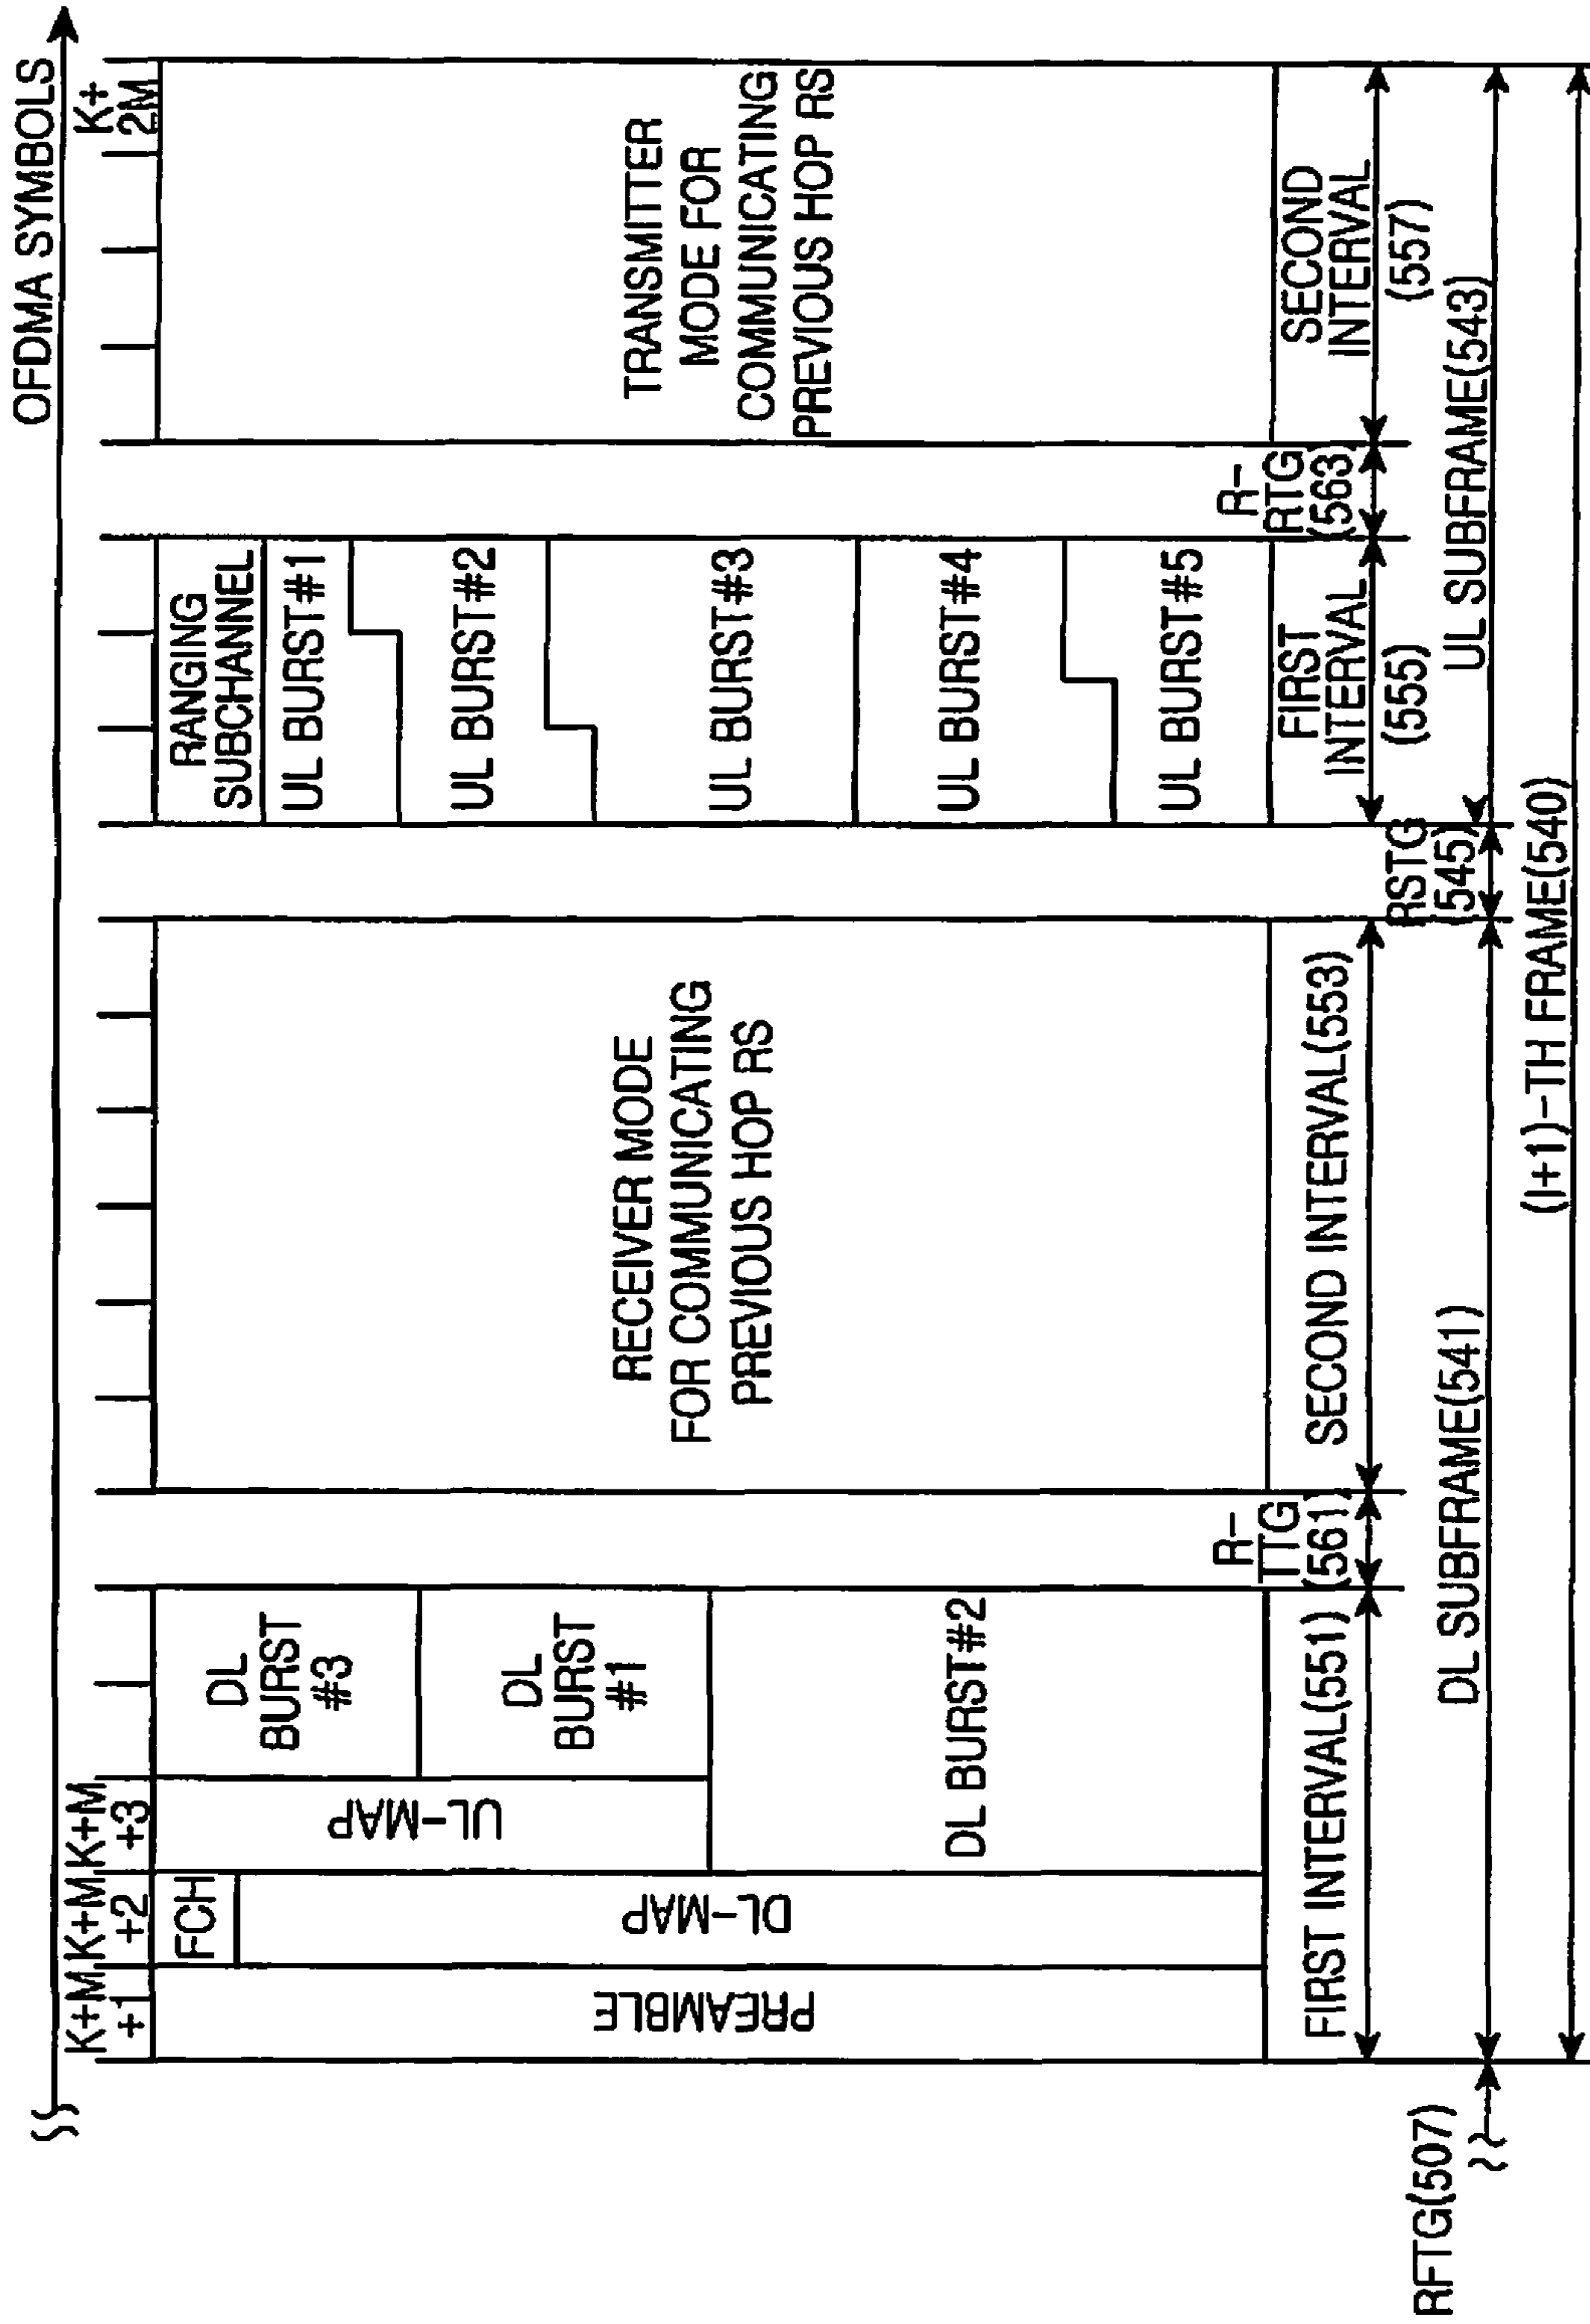 OFDMA SYMBOLS
K+M
+1
K+M
+2
K+M
+3
K+
2M
PREAMBLE
FCH
DL-MAP
UL-MAP
DL
BURST
#3
DL
BURST
#1
DL BURST#2
RECEIVER MODE
FOR COMMUNICATING
PREVIOUS HOP RS
RANGING
SUBCHANNEL
UL BURST#1
UL BURST#2
UL BURST#3
UL BURST#4
UL BURST#5
TRANSMITTER
MODE FOR
COMMUNICATING
PREVIOUS HOP RS
FIRST INTERVAL(551)
R-
TTG
(561)
SECOND INTERVAL(553)
RSTG
(545)
FIRST
INTERVAL
(555)
R-
RTG
(563)
SECOND
INTERVAL
(557)
RFTG(507)
DL SUBFRAME(541)
UL SUBFRAME(543)
(I+1)-TH FRAME(540)